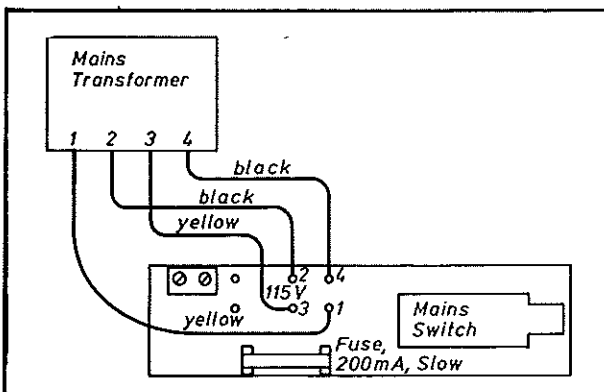 Mains
Transformer
1 2 3 4
black
black
yellow
2 4
115V
3 1
yellow
Mains
Switch
Fuse,
200mA, Slow